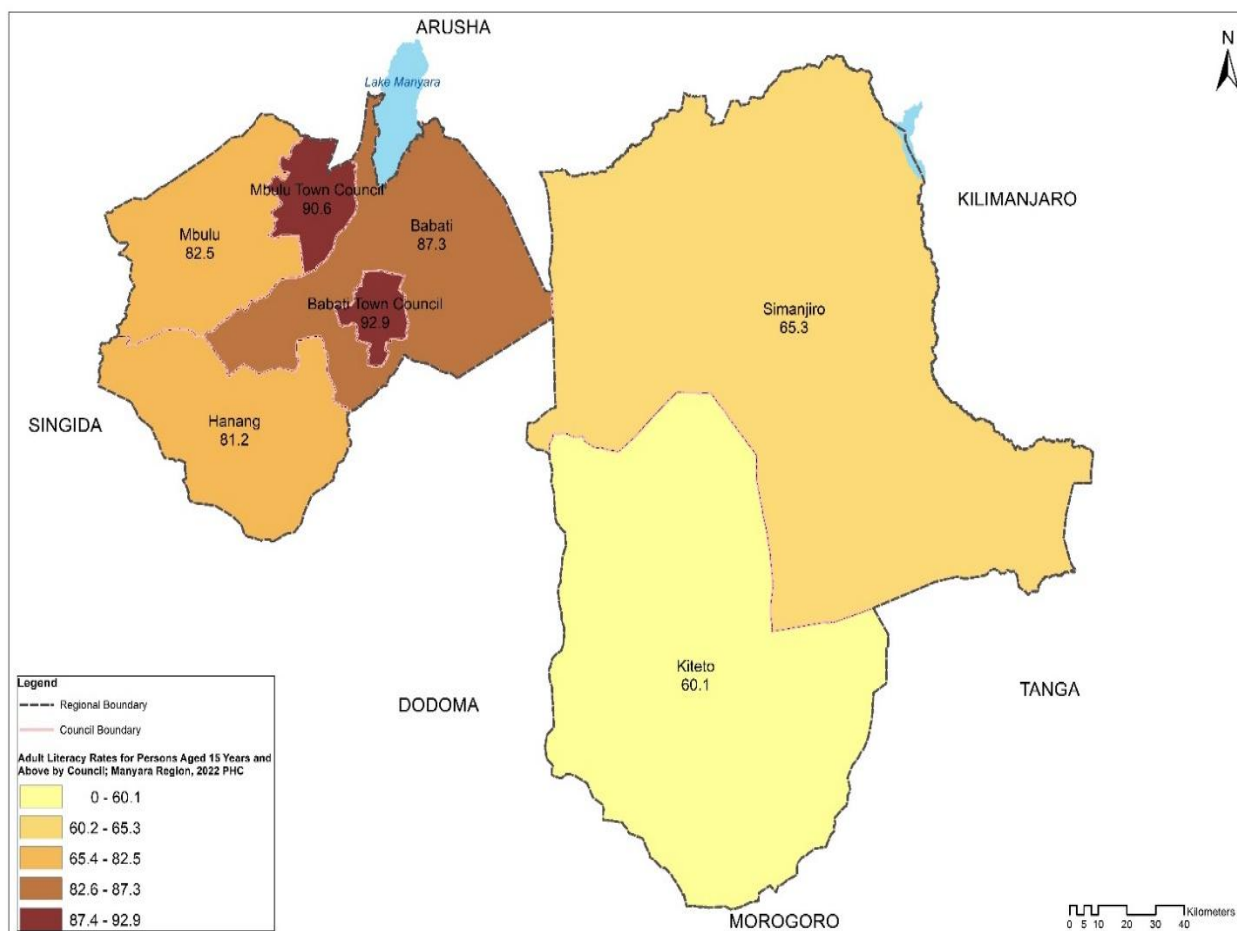 ARUSHA
N
Lake Manyara
Mbulu Town Council
90.6
KILIMANJARO
Mbulu
82.5
Babati
87.3
Babati Town Council
92.9
Simanjiro
65.3
SINGIDA
Hanang
81.2
Kiteto
60.1
DODOMA
TANGA
Legend
Regional Boundary
Council Boundary
Adult Literacy Rates for Persons Aged 15 Years and
Above by Council; Manyara Region, 2022 PHC
0 - 60.1
60.2 - 65.3
65.4 - 82.5
82.6 - 87.3
87.4 - 92.9
MOROGORO
Kilometers
0 5 10 20 30 40